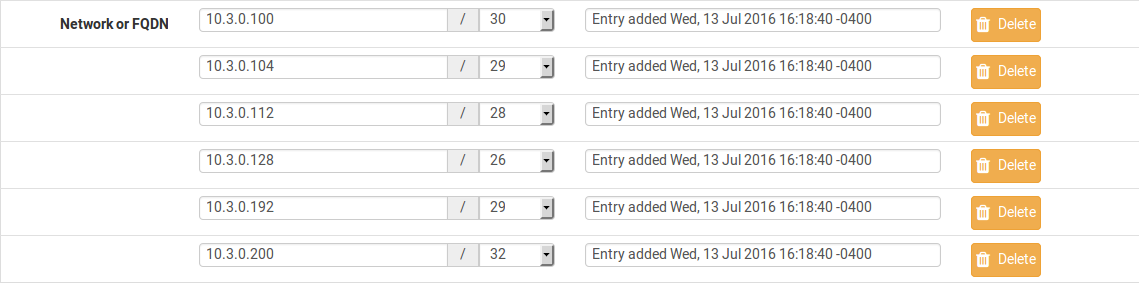 Network or FQDN 10.3.0.100 / 30 Entry added Wed, 13 Jul 2016 16:18:40 -0400 Delete
10.3.0.104 / 29 Entry added Wed, 13 Jul 2016 16:18:40 -0400 Delete
10.3.0.112 / 28 Entry added Wed, 13 Jul 2016 16:18:40 -0400 Delete
10.3.0.128 / 26 Entry added Wed, 13 Jul 2016 16:18:40 -0400 Delete
10.3.0.192 / 29 Entry added Wed, 13 Jul 2016 16:18:40 -0400 Delete
10.3.0.200 / 32 Entry added Wed, 13 Jul 2016 16:18:40 -0400 Delete